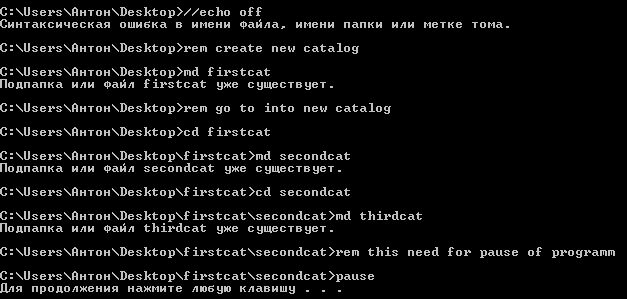 C:\Users\Антон\Desktop>//echo off
Синтаксическая ошибка в имени файла, имени папки или метке тома.
C:\Users\Антон\Desktop>rem create new catalog
C:\Users\Антон\Desktop>md firstcat
Подпапка или файл firstcat уже существует.
C:\Users\Антон\Desktop>rem go to into new catalog
C:\Users\Антон\Desktop>cd firstcat
C:\Users\Антон\Desktop\firstcat>md secondcat
Подпапка или файл secondcat уже существует.
C:\Users\Антон\Desktop\firstcat>cd secondcat
C:\Users\Антон\Desktop\firstcat\secondcat>md thirdcat
Подпапка или файл thirdcat уже существует.
C:\Users\Антон\Desktop\firstcat\secondcat>rem this need for pause of programm
C:\Users\Антон\Desktop\firstcat\secondcat>pause
Для продолжения нажмите любую клавишу . . .